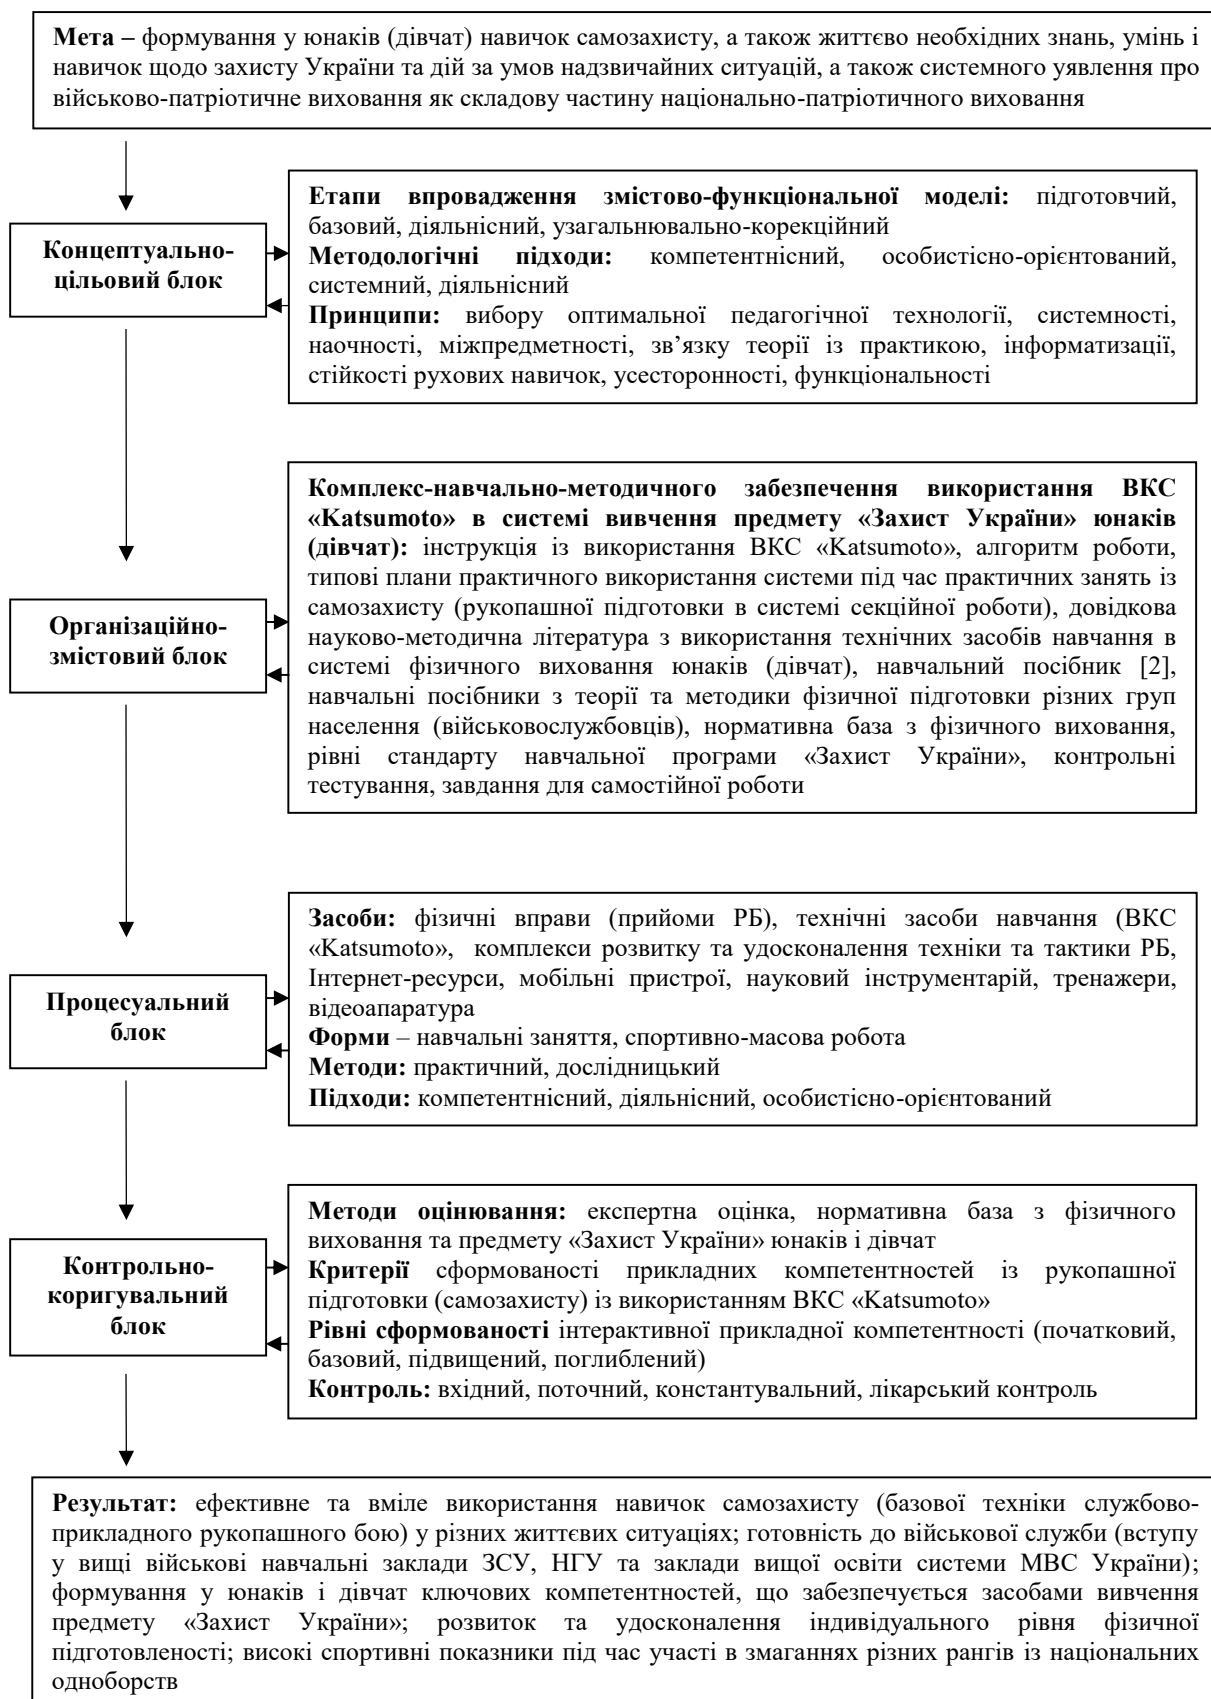 Мета – формування у юнаків (дівчат) навичок самозахисту, а також життєво необхідних знань, умінь і
навичок щодо захисту України та дій за умов надзвичайних ситуацій, а також системного уявлення про
військово-патріотичне виховання як складову частину національно-патріотичного виховання
Концептуально-
цільовий блок
Етапи впровадження змістово-функціональної моделі: підготовчий,
базовий, діяльнісний, узагальнювально-корекційний
Методологічні підходи: компетентнісний, особистісно-орієнтований,
системний, діяльнісний
Принципи: вибору оптимальної педагогічної технології, системності,
наочності, міжпредметності, зв’язку теорії із практикою, інформатизації,
стійкості рухових навичок, усесторонності, функціональності
Організаційно-
змістовий блок
Комплекс-навчально-методичного забезпечення використання ВКС
«Katsumoto» в системі вивчення предмету «Захист України» юнаків
(дівчат): інструкція із використання ВКС «Katsumoto», алгоритм роботи,
типові плани практичного використання системи під час практичних занять із
самозахисту (рукопашної підготовки в системі секційної роботи), довідкова
науково-методична література з використання технічних засобів навчання в
системі фізичного виховання юнаків (дівчат), навчальний посібник [2],
навчальні посібники з теорії та методики фізичної підготовки різних груп
населення (військовослужбовців), нормативна база з фізичного виховання,
рівні стандарту навчальної програми «Захист України», контрольні
тестування, завдання для самостійної роботи
Процесуальний
блок
Засоби: фізичні вправи (прийоми РБ), технічні засоби навчання (ВКС
«Katsumoto», комплекси розвитку та удосконалення техніки та тактики РБ,
Інтернет-ресурси, мобільні пристрої, науковий інструментарій, тренажери,
відеоапаратура
Форми – навчальні заняття, спортивно-масова робота
Методи: практичний, дослідницький
Підходи: компетентнісний, діяльнісний, особистісно-орієнтований
Контрольно-
коригувальний
блок
Методи оцінювання: експертна оцінка, нормативна база з фізичного
виховання та предмету «Захист України» юнаків і дівчат
Критерії сформованості прикладних компетентностей із рукопашної
підготовки (самозахисту) із використанням ВКС «Katsumoto»
Рівні сформованості інтерактивної прикладної компетентності (початковий,
базовий, підвищений, поглиблений)
Контроль: вхідний, поточний, константувальний, лікарський контроль
Результат: ефективне та вміле використання навичок самозахисту (базової техніки службово-
прикладного рукопашного бою) у різних життєвих ситуаціях; готовність до військової служби (вступу
у вищі військові навчальні заклади ЗСУ, НГУ та заклади вищої освіти системи МВС України);
формування у юнаків і дівчат ключових компетентностей, що забезпечується засобами вивчення
предмету «Захист України»; розвиток та удосконалення індивідуального рівня фізичної
підготовленості; високі спортивні показники під час участі в змаганнях різних рангів із національних
одноборств